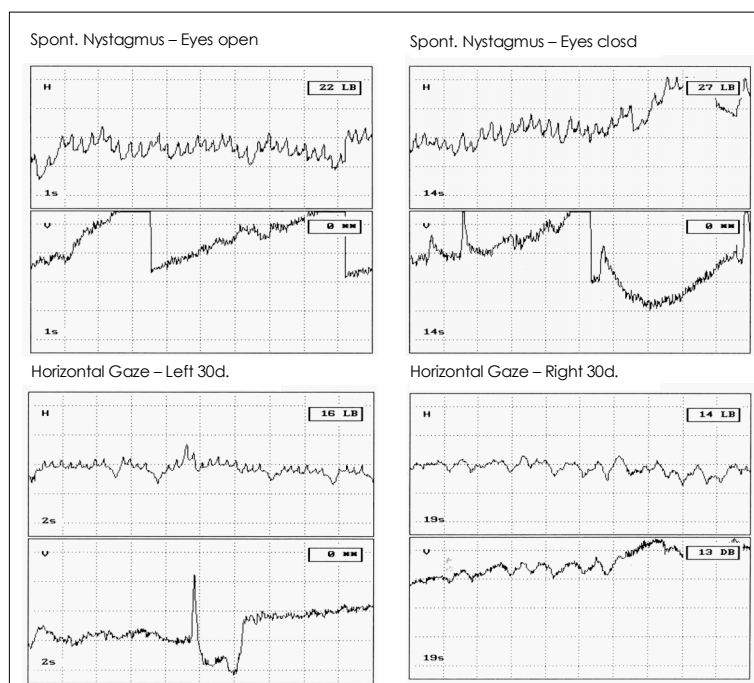 Spont. Nystagmus – Eyes open
Spont. Nystagmus – Eyes closd
H
22 LB
1s
V
0 **
1s
H
27 LB
14s
V
0 **
14s
Horizontal Gaze – Left 30d.
Horizontal Gaze – Right 30d.
H
16 LB
2s
V
0 **
2s
H
14 LB
19s
V
13 DB
19s